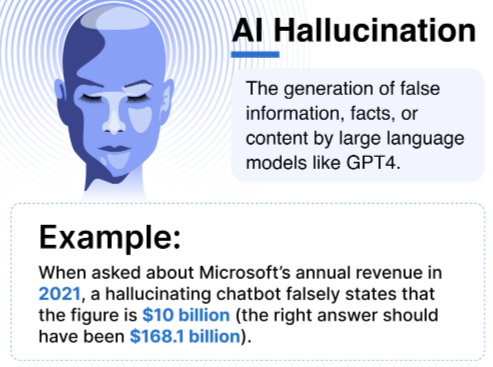 AI Hallucination
The generation of false
information, facts, or
content by large language
models like GPT4.
Example:
When asked about Microsoft's annual revenue in
2021, a hallucinating chatbot falsely states that
the figure is $10 billion (the right answer should
have been $168.1 billion).